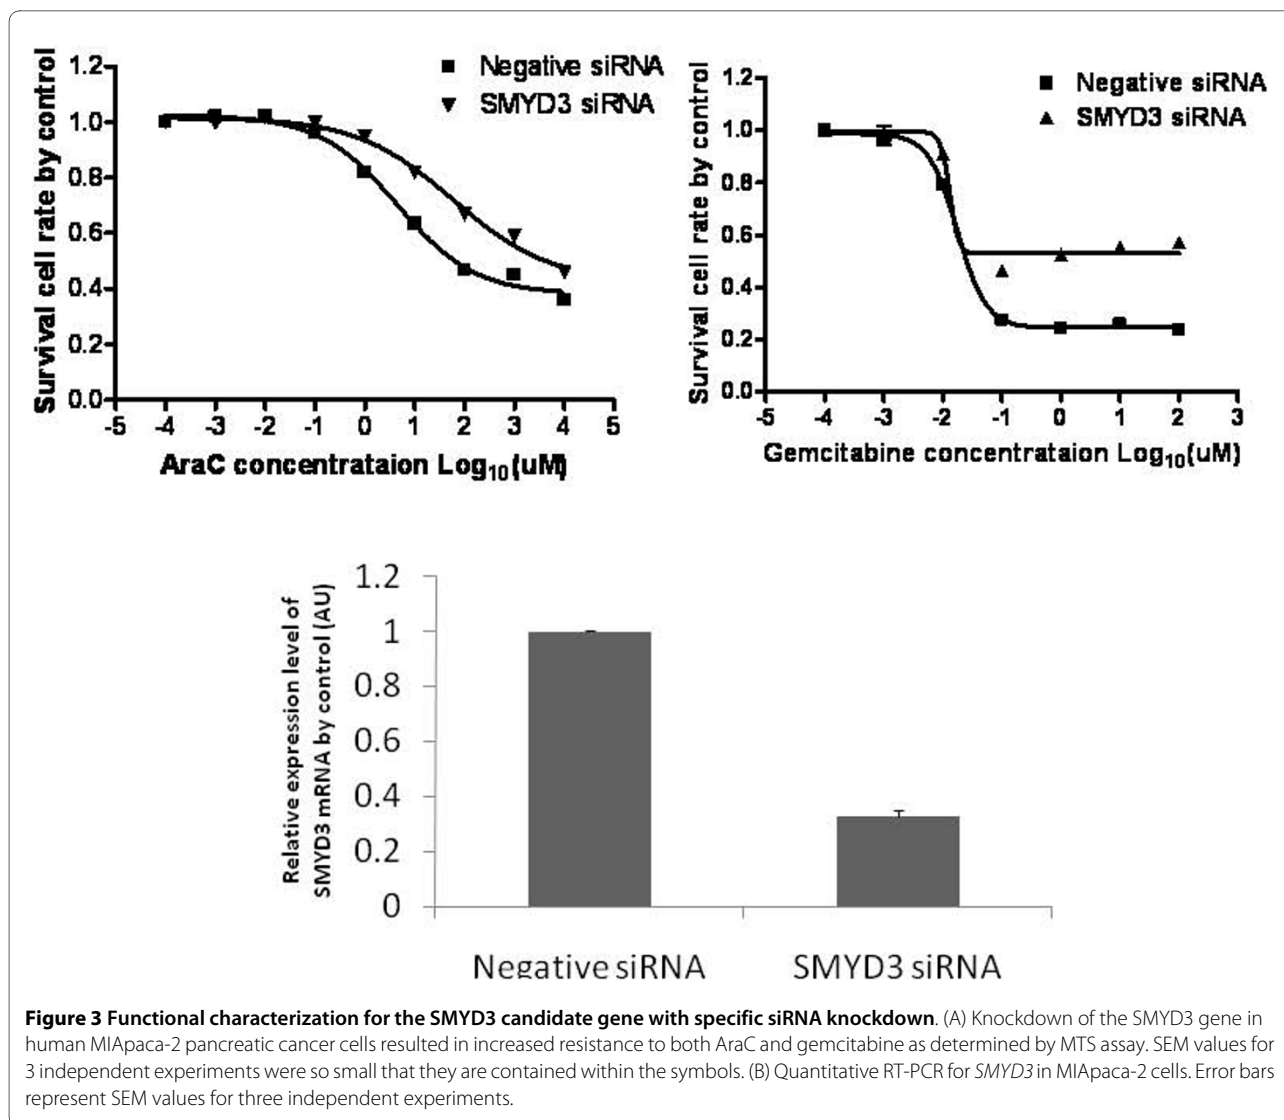 Survival cell rate by control
1.2
1.0
0.8
0.6
0.4
0.2
0.0
-5 -4 -3 -2 -1 0 1 2 3 4 5
AraC concentrataion Log10(uM)
Negative siRNA
SMYD3 siRNA
Survival cell rate by control
1.2
1.0
0.8
0.6
0.4
0.2
0.0
-5 -4 -3 -2 -1 0 1 2 3
Gemcitabine concentrataion Log10(uM)
Negative siRNA
SMYD3 siRNA
Relative expression level of
SMYD3 mRNA by control (AU)
1.2
1
0.8
0.6
0.4
0.2
0
Negative siRNA SMYD3 siRNA
Figure 3 Functional characterization for the SMYD3 candidate gene with specific siRNA knockdown. (A) Knockdown of the SMYD3 gene in
human MIApaca-2 pancreatic cancer cells resulted in increased resistance to both AraC and gemcitabine as determined by MTS assay. SEM values for
3 independent experiments were so small that they are contained within the symbols. (B) Quantitative RT-PCR for SMYD3 in MIApaca-2 cells. Error bars
represent SEM values for three independent experiments.